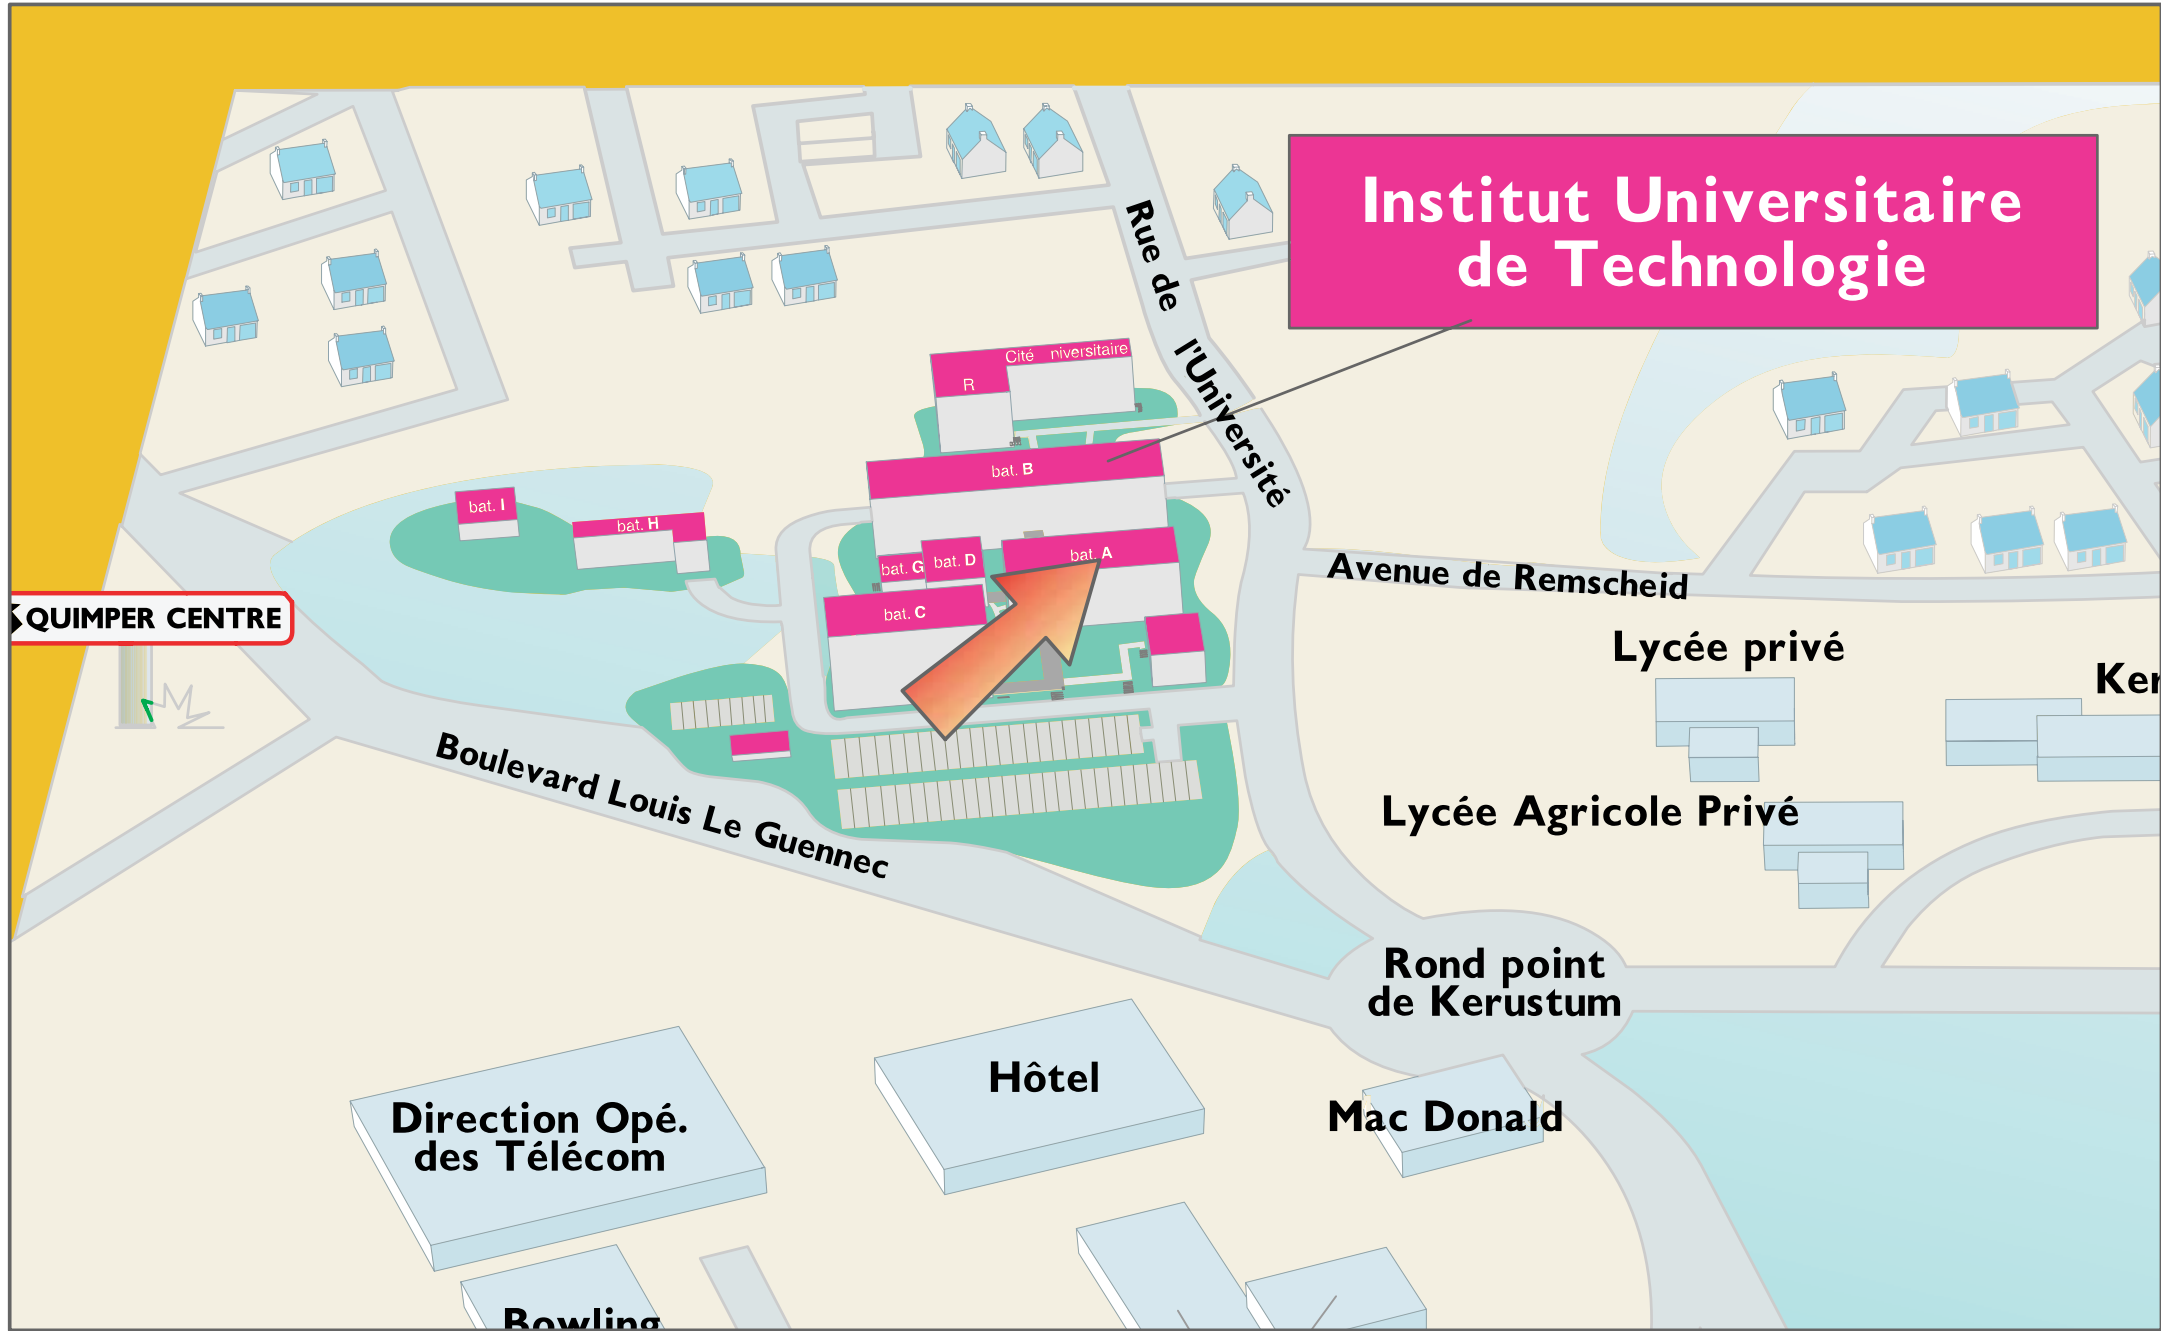 Institut Universitaire
de Technologie
Rue de l'Université
Cité niversitaire
R
bat. B
bat. I
bat. H
bat. A
bat. D
bat. G
bat. C
Avenue de Remscheid
QUIMPER CENTRE
Lycée privé
Ker
Boulevard Louis Le Guennec
Lycée Agricole Privé
Rond point
de Kerustum
Hôtel
Direction Opé.
des Télécom
Mac Donald
Bowling